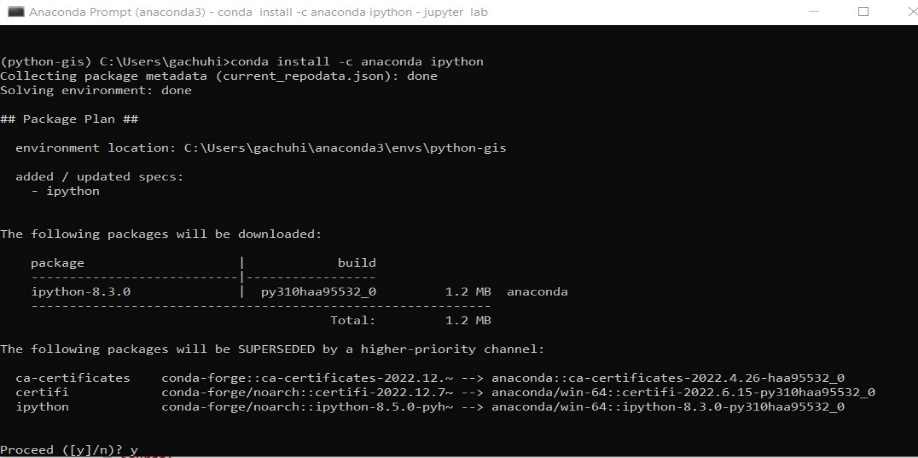 Anaconda Prompt (anaconda3) - conda install -c anaconda ipython - jupyter lab
(python-gis) C:\Users\gachuhi>conda install -c anaconda ipython
Collecting package metadata (current_repodata.json): done
Solving environment: done
## Package Plan ##
environment location: C:\Users\gachuhi\anaconda3\envs\python-gis
added / updated specs:
- ipython
The following packages will be downloaded:
package | build
---------------------------|-----------------
ipython-8.3.0 | py310haa95532_0 1.2 MB anaconda
------------------------------------------------------------
Total: 1.2 MB
The following packages will be SUPERSEDED by a higher-priority channel:
ca-certificates conda-forge::ca-certificates-2022.12.~ --> anaconda::ca-certificates-2022.4.26-haa95532_0
certifi conda-forge/noarch::certifi-2022.12.7~ --> anaconda/win-64::certifi-2022.6.15-py310haa95532_0
ipython conda-forge/noarch::ipython-8.5.0-pyh~ --> anaconda/win-64::ipython-8.3.0-py310haa95532_0
Proceed ([y]/n)? y